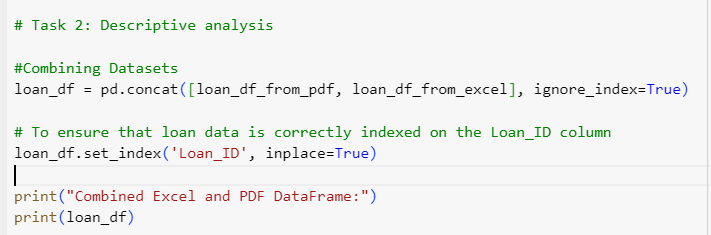 # Task 2: Descriptive analysis
#Combining Datasets
loan_df = pd.concat([loan_df_from_pdf, loan_df_from_excel], ignore_index=True)
# To ensure that loan data is correctly indexed on the Loan_ID column
loan_df.set_index('Loan_ID', inplace=True)
print("Combined Excel and PDF DataFrame:")
print(loan_df)